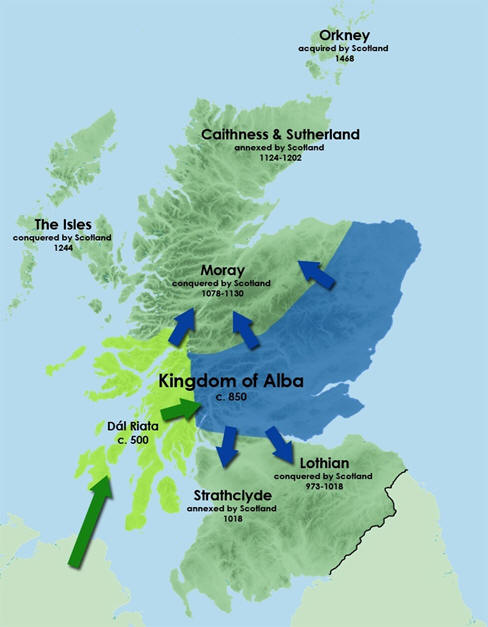 Orkney
acquired by Scotland
1468
Caithness & Sutherland
annexed by Scotland
1124-1202
The Isles
conquered by Scotland
1244
Moray
conquered by Scotland
1078-1130
Kingdom of Alba
c. 850
Dál Riata
c. 500
Lothian
conquered by Scotland
973-1018
Strathclyde
annexed by Scotland
1018